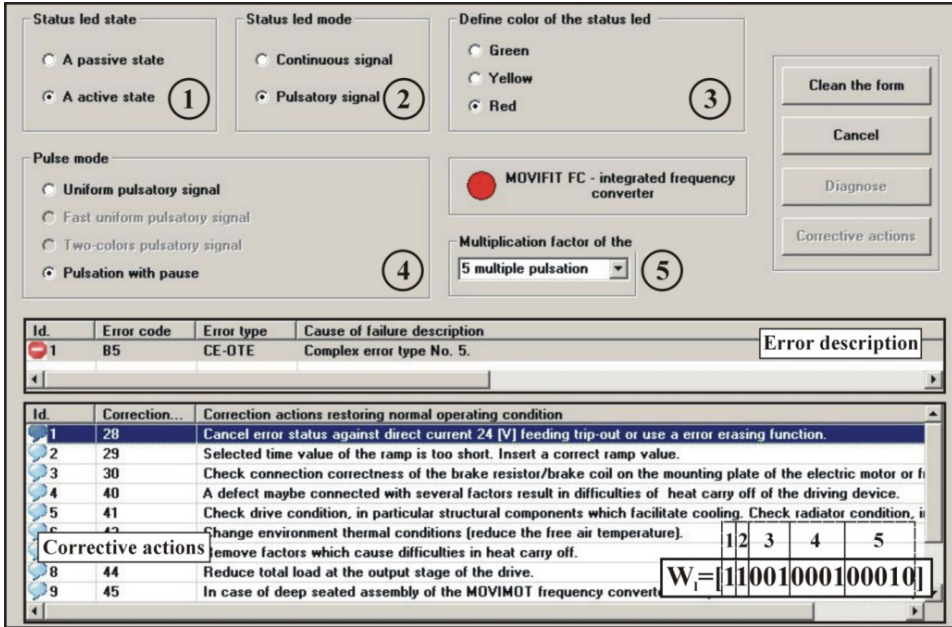 Status led state
Status led mode
Define color of the status led
A passive state
A active state
1
Continuous signal
Pulsatory signal
2
Green
Yellow
Red
3
Clean the form
Cancel
Diagnose
Corrective actions
Pulse mode
Uniform pulsatory signal
Fast uniform pulsatory signal
Two-colors pulsatory signal
Pulsation with pause
4
MOVIFIT FC - integrated frequency
converter
Multiplication factor of the
5 multiple pulsation
5
Id. Error code Error type Cause of failure description
1 B5 CE-OTE Complex error type No. 5.
Error description
Id. Correction... Correction actions restoring normal operating condition
1 28 Cancel error status against direct current 24 [V] feeding trip-out or use a error erasing function.
2 29 Selected time value of the ramp is too short. Insert a correct ramp value.
3 30 Check connection correctness of the brake resistor/brake coil on the mounting plate of the electric motor or
4 40 A defect maybe connected with several factors result in difficulties of heat carry off of the driving device.
5 41 Check drive condition, in particular structural components which facilitate cooling. Check radiator condition,
Change environment thermal conditions (reduce the free air temperature).
Remove factors which cause difficulties in heat carry off.
8 44 Reduce total load at the output stage of the drive.
9 45 In case of deep seated assembly of the MOVIMOT frequency
Corrective actions
1 2 3 4 5
W1=[11001000100010]